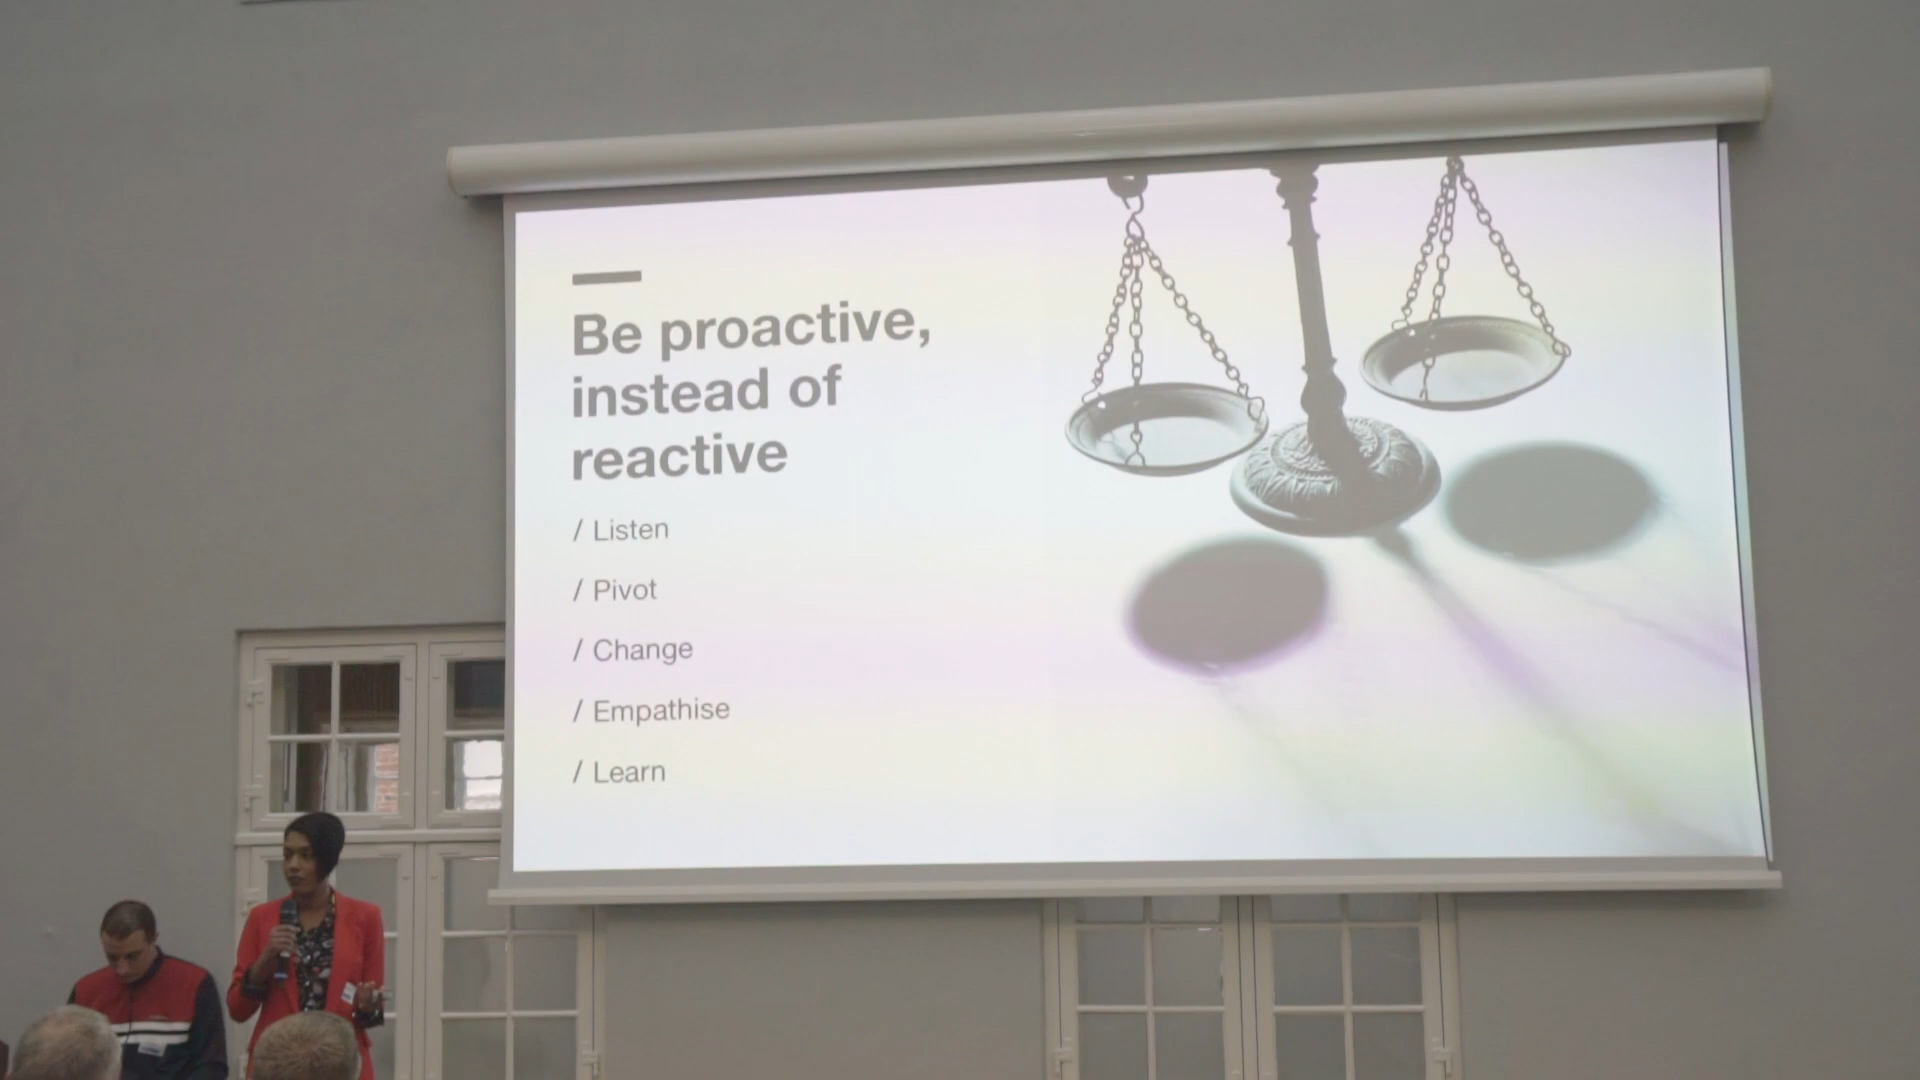 Be proactive,
instead of
reactive
/ Listen
/ Pivot
/ Change
/ Empathise
/ Learn